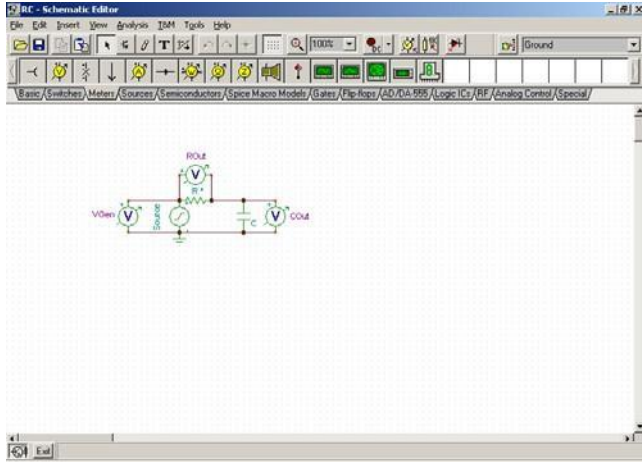 RC - Schematic Editor
File Edit Insert View Analysis T&M Tools Help
T 100% Ground
Basic Switches Meters Sources Semiconductors Spice Macro Models Gates Flip-flops AD/DA-555 Logic ICs RF Analog Control Special
ROut
V
R *
VGen V Source C V COut
Exit